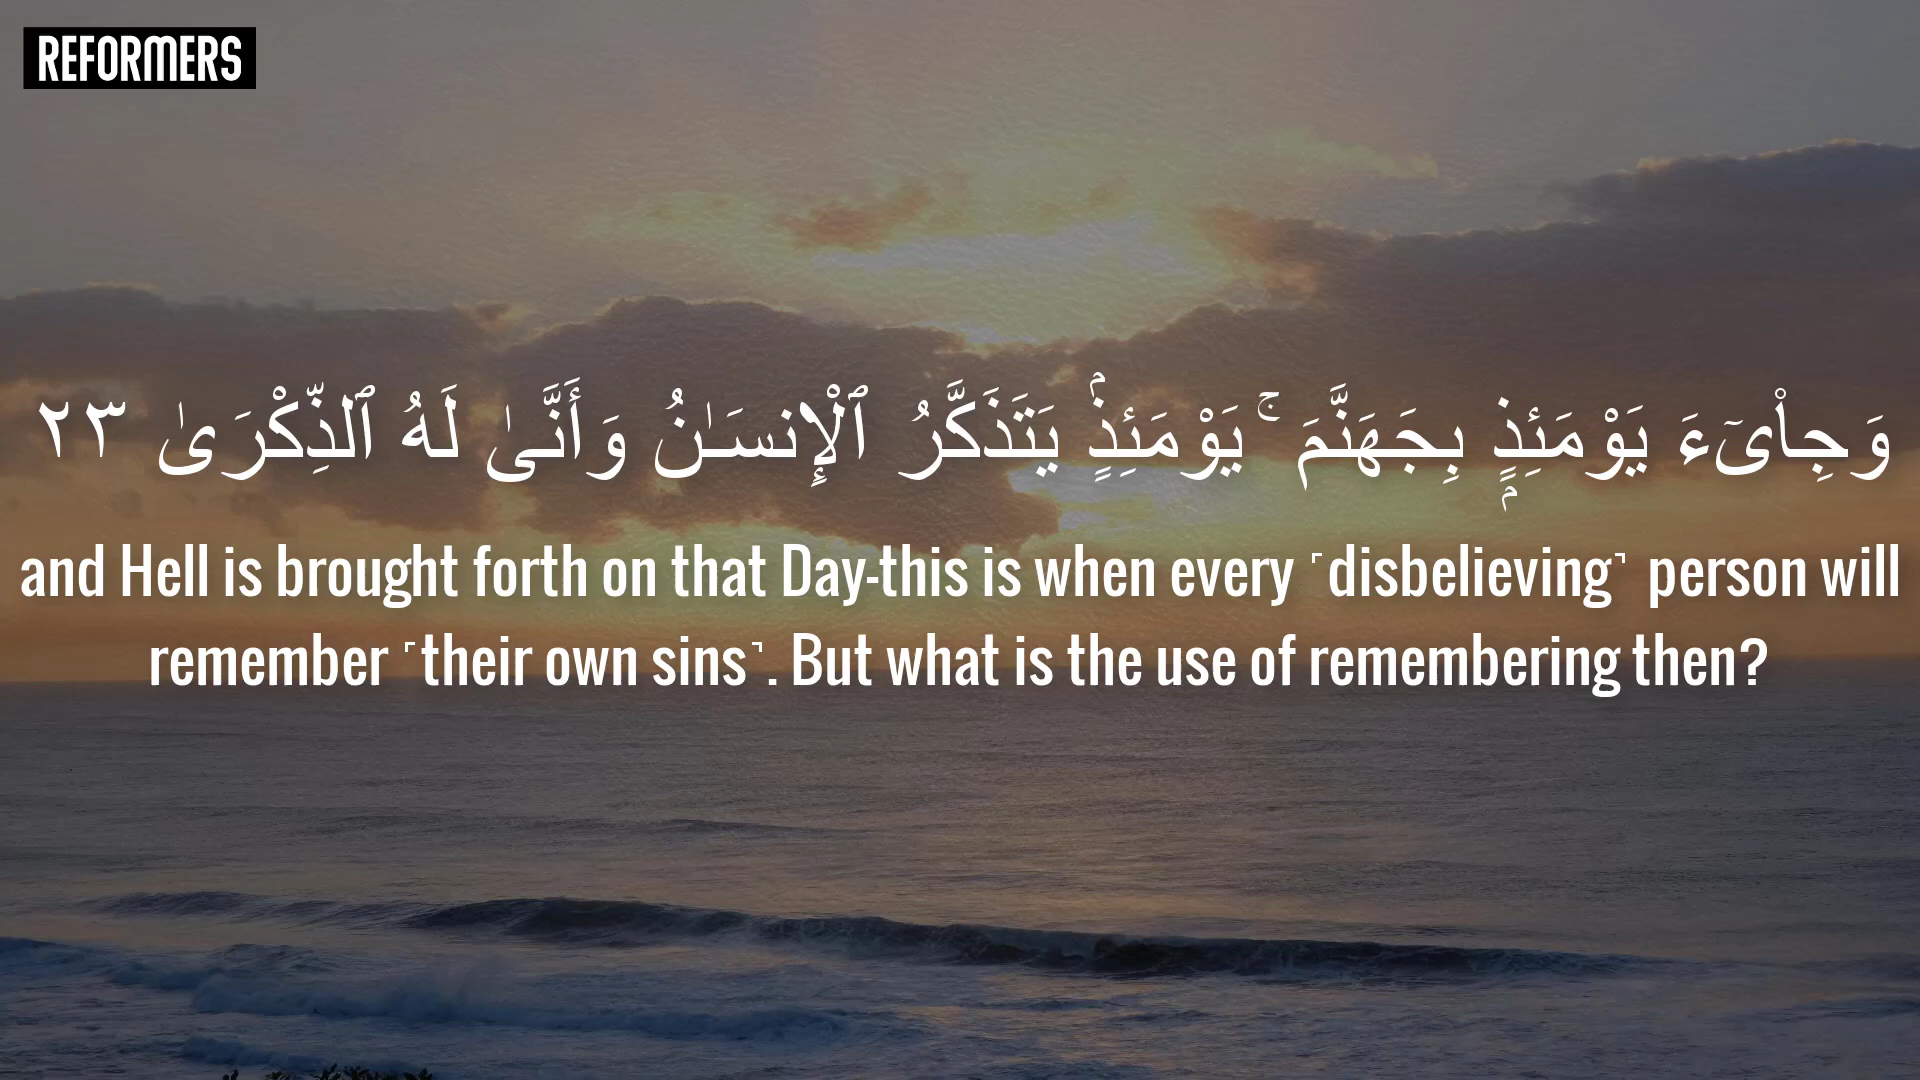 REFORMERS
وَجِا۟ىٓءَ يَوْمَئِذٍۭ بِجَهَنَّمَ ۚ يَوْمَئِذٍۢ يَتَذَكَّرُ ٱلْإِنسَـٰنُ وَأَنَّىٰ لَهُ ٱلذِّكْرَىٰ ٢٣
and Hell is brought forth on that Day-this is when every ˹disbelieving˺ person will
remember ˹their own sins˺. But what is the use of remembering then?